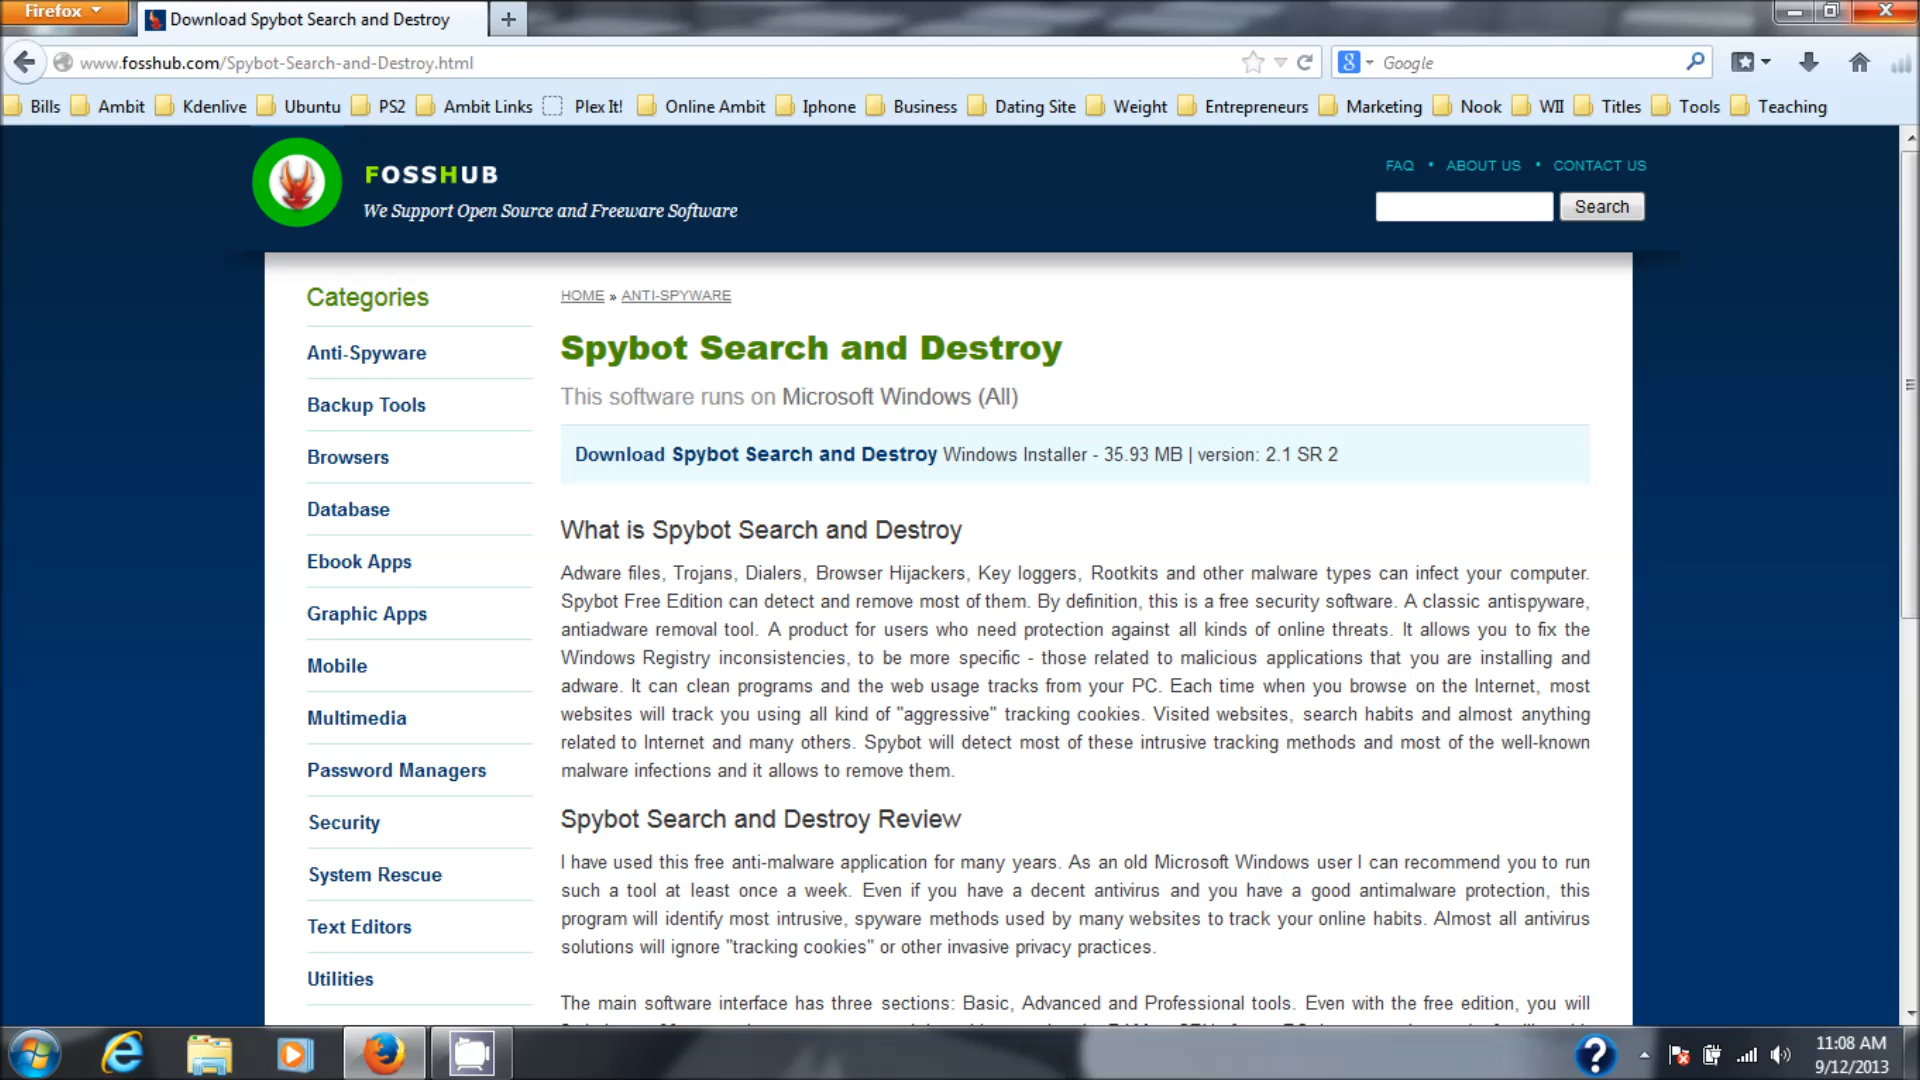 Firefox
Download Spybot Search and Destroy
www.fosshub.com/Spybot-Search-and-Destroy.html
Google
Bills Ambit Kdenlive Ubuntu PS2 Ambit Links Plex It! Online Ambit Iphone Business Dating Site Weight Entrepreneurs Marketing Nook WII Titles Tools Teaching
FOSSHUB
We Support Open Source and Freeware Software
FAQ • ABOUT US • CONTACT US
Search
Categories
Anti-Spyware
Backup Tools
Browsers
Database
Ebook Apps
Graphic Apps
Mobile
Multimedia
Password Managers
Security
System Rescue
Text Editors
Utilities
HOME » ANTI-SPYWARE
Spybot Search and Destroy
This software runs on Microsoft Windows (All)
Download Spybot Search and Destroy Windows Installer - 35.93 MB | version: 2.1 SR 2
What is Spybot Search and Destroy
Adware files, Trojans, Dialers, Browser Hijackers, Key loggers, Rootkits and other malware types can infect your computer.
Spybot Free Edition can detect and remove most of them. By definition, this is a free security software. A classic antispyware,
antiadware removal tool. A product for users who need protection against all kinds of online threats. It allows you to fix the
Windows Registry inconsistencies, to be more specific - those related to malicious applications that you are installing and
adware. It can clean programs and the web usage tracks from your PC. Each time when you browse on the Internet, most
websites will track you using all kind of "aggressive" tracking cookies. Visited websites, search habits and almost anything
related to Internet and many others. Spybot will detect most of these intrusive tracking methods and most of the well-known
malware infections and it allows to remove them.
Spybot Search and Destroy Review
I have used this free anti-malware application for many years. As an old Microsoft Windows user I can recommend you to run
such a tool at least once a week. Even if you have a decent antivirus and you have a good antimalware protection, this
program will identify most intrusive, spyware methods used by many websites to track your online habits. Almost all antivirus
solutions will ignore "tracking cookies" or other invasive privacy practices.
The main software interface has three sections: Basic, Advanced and Professional tools. Even with the free edition, you will
11:08 AM
9/12/2013